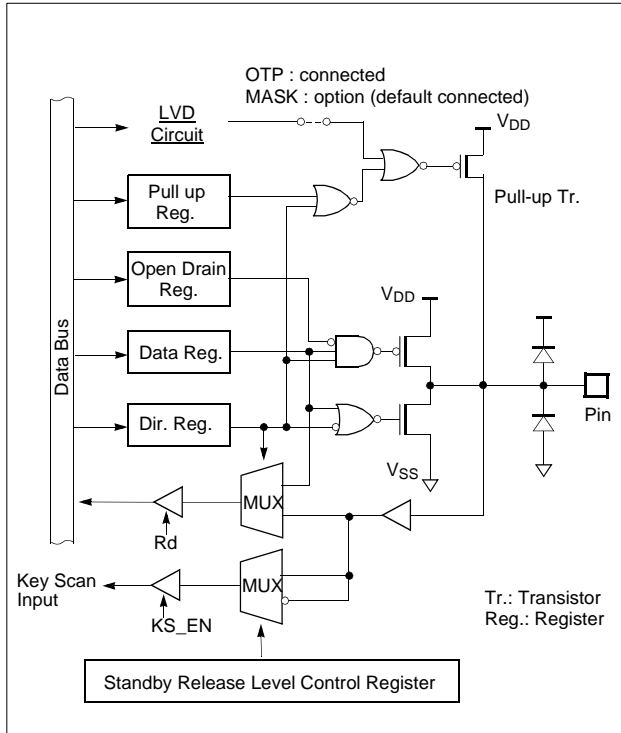 OTP : connected
MASK : option (default connected)
LVD
Circuit
VDD
Pull up
Reg.
Pull-up Tr.
Open Drain
Reg.
VDD
Data Bus
Data Reg.
Dir. Reg.
Pin
VSS
MUX
Rd
Key Scan
Input
MUX
KS_EN
Tr.: Transistor
Reg.: Register
Standby Release Level Control Register